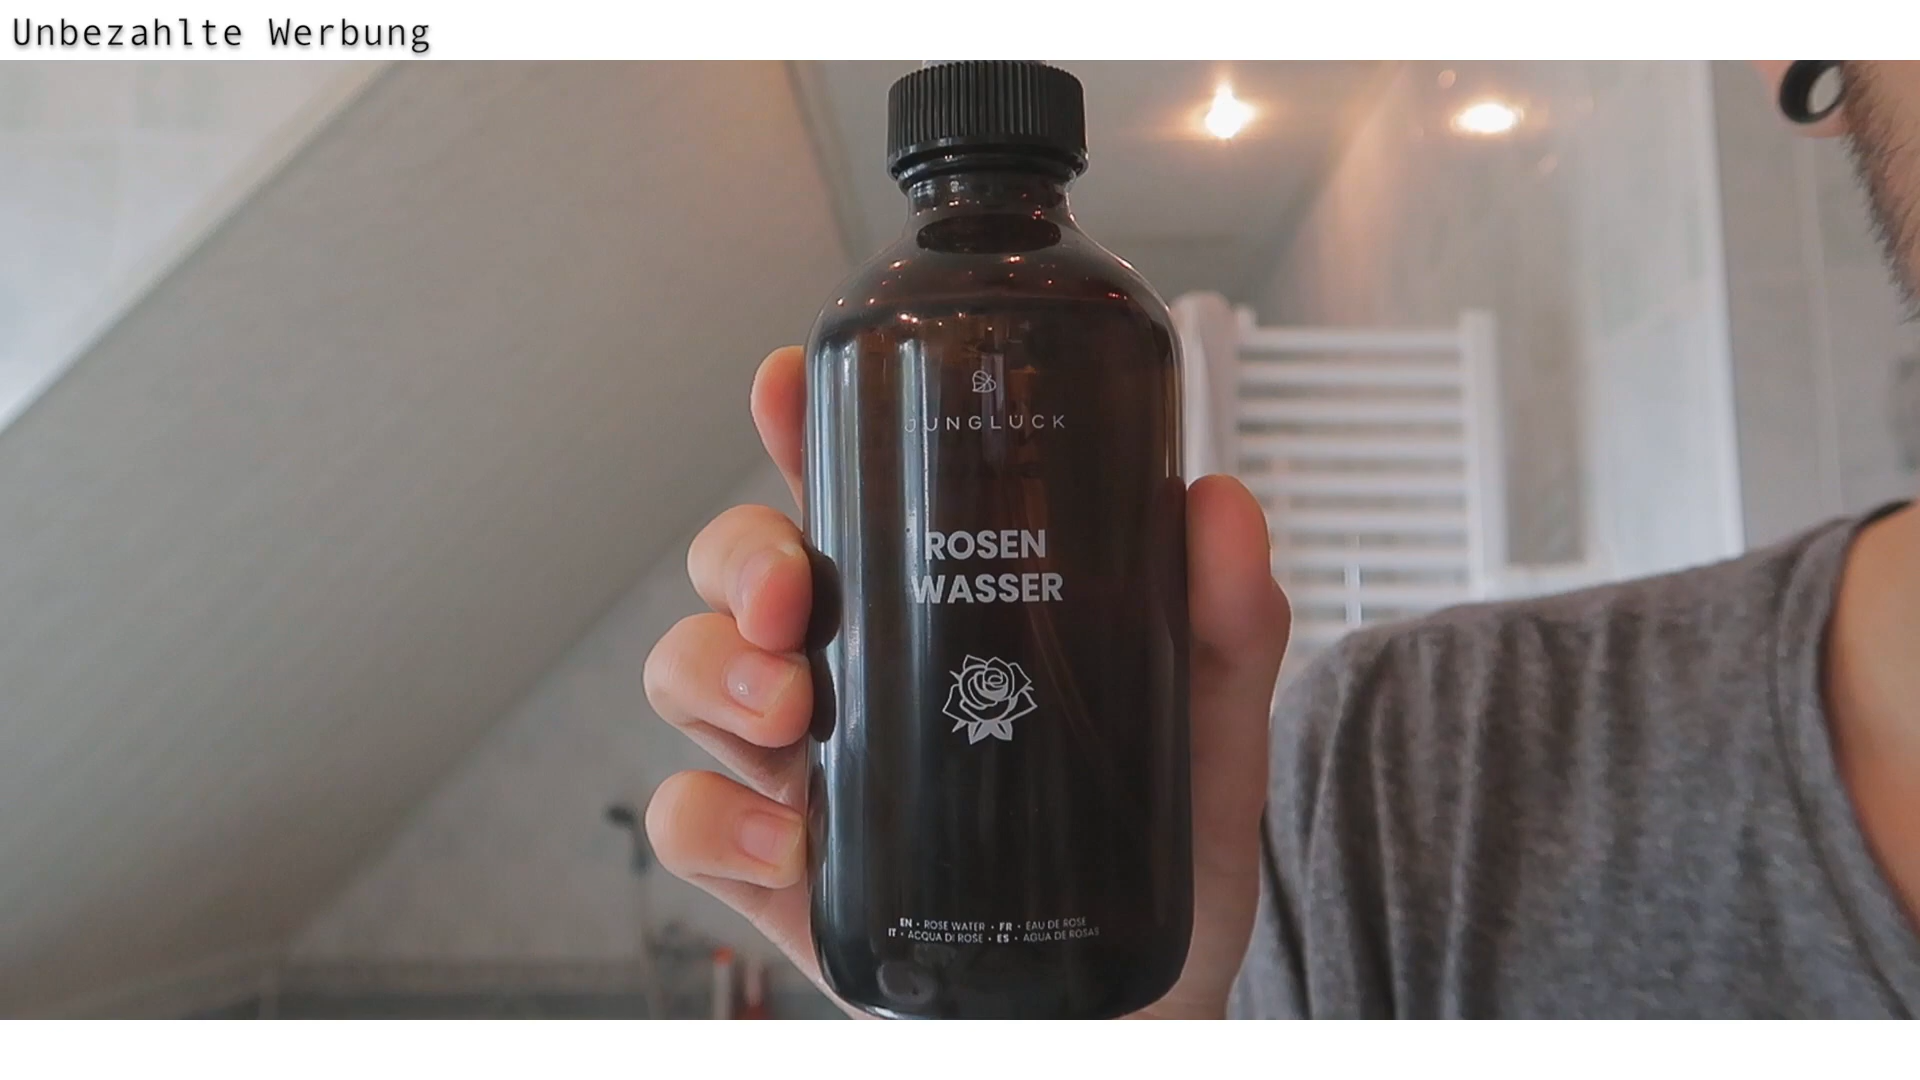 Unbezahlte Werbung
JUNGLÜCK
ROSEN
WASSER
EN • ROSE WATER • FR • EAU DE ROSE
IT • ACQUA DI ROSE • ES • AGUA DE ROSAS